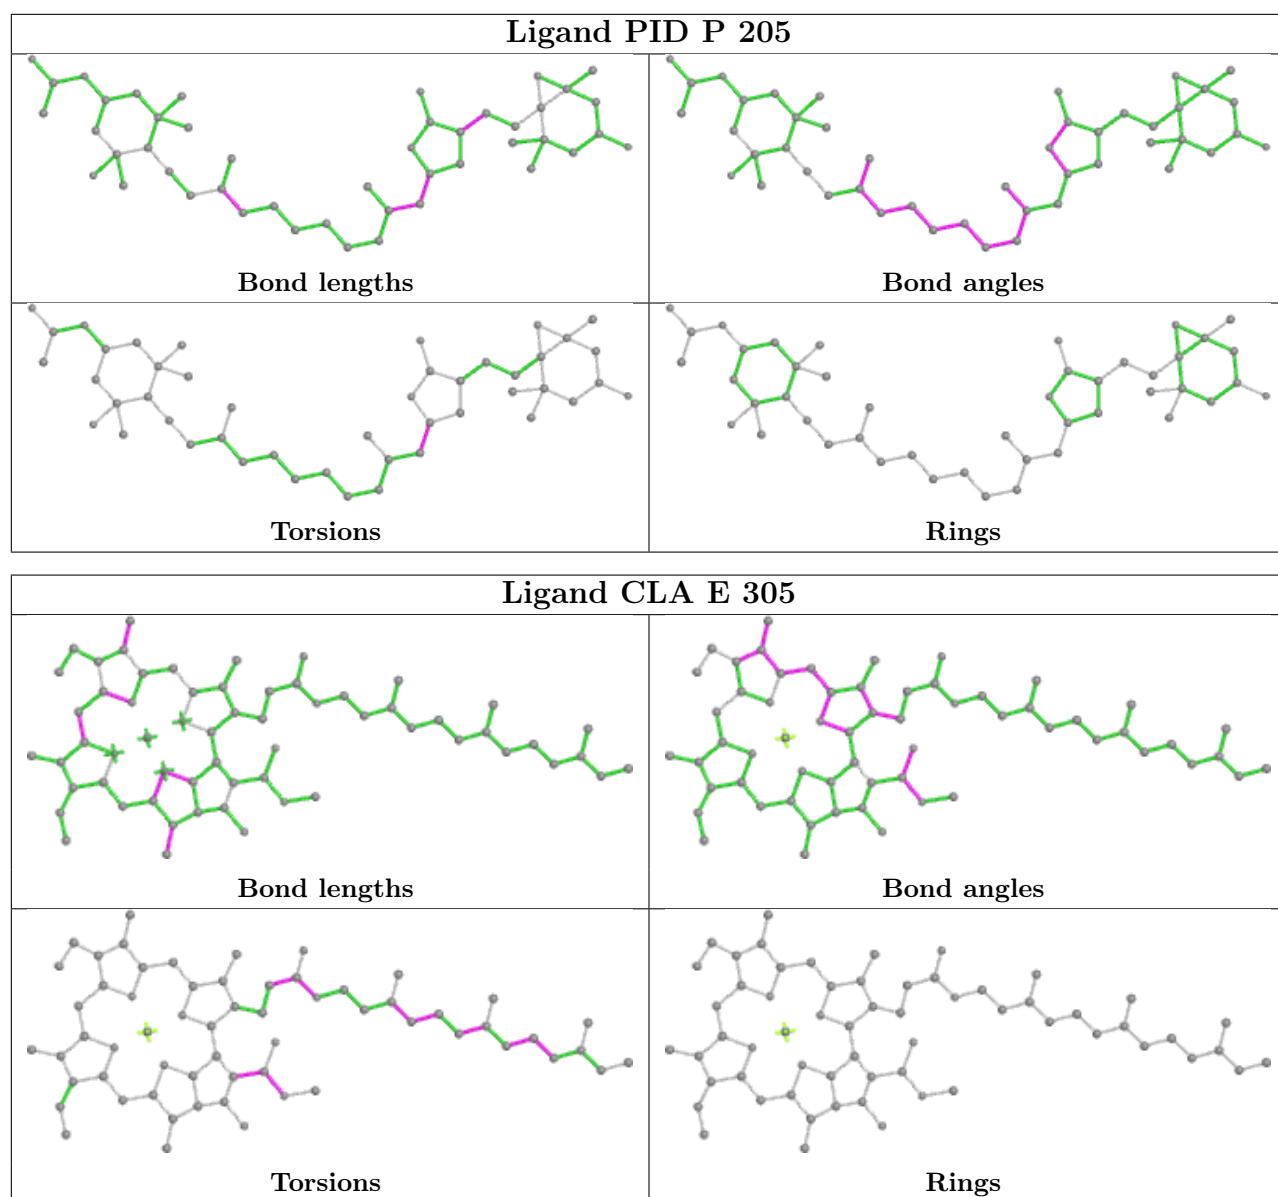 Ligand PID P 205
Bond lengths
Bond angles
Torsions
Rings
Ligand CLA E 305
Bond lengths
Bond angles
Torsions
Rings